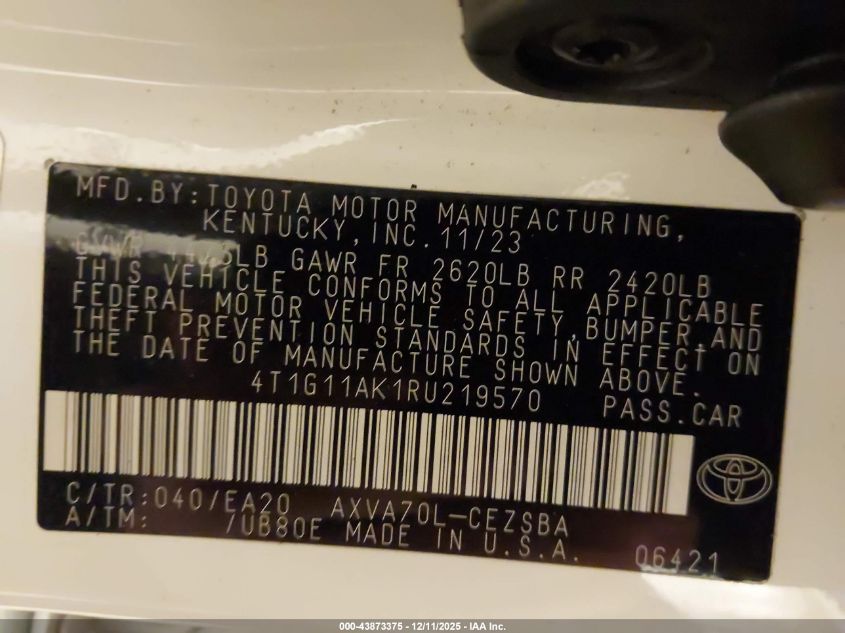 MFD.BY:TOYOTA MOTOR MANUFACTURING,
KENTUCKY,INC.11/23
GVWR LB GAWR FR 2620LB RR 2420LB
THIS VEHICLE CONFORMS TO ALL APPLICABLE
FEDERAL MOTOR VEHICLE SAFETY,BUMPER,AND
THEFT PREVENTION STANDARDS IN EFFECT ON
THE DATE OF MANUFACTURE SHOWN ABOVE.
4T1G11AK1RU219570 PASS.CAR
C/TR:040/EA20 AXVA70L-CEZSBA
A/TM: /UB80E MADE IN U.S.A. 06421
000-43873375 - 12/11/2025 - IAA Inc.